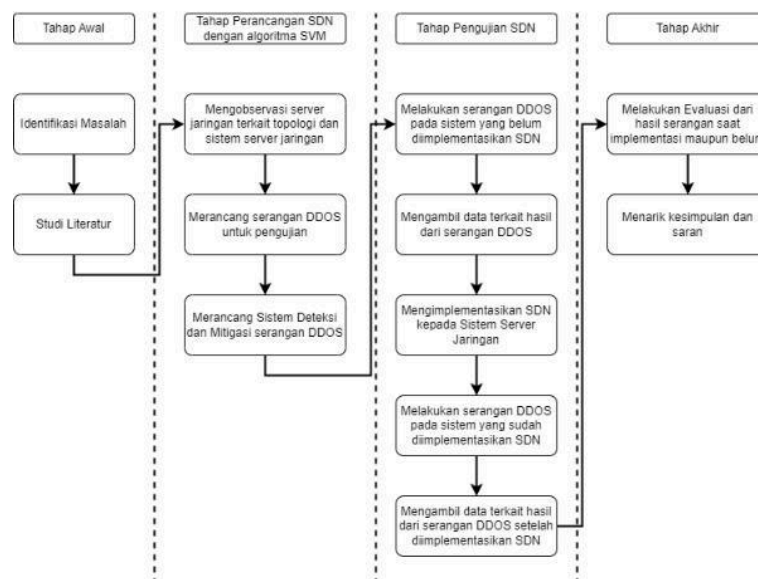 Tahap Awal
Identifikasi Masalah
Studi Literatur
Tahap Perancangan SDN
dengan algoritma SVM
Mengobservasi server
jaringan terkait topologi dan
sistem server jaringan
Merancang serangan DDOS
untuk pengujian
Merancang Sistem Deteksi
dan Mitigasi serangan DDOS
Tahap Pengujian SDN
Melakukan serangan DDOS
pada sistem yang belum
diimplementasikan SDN
Mengambil data terkait hasil
dari serangan DDOS
Mengimplementasikan SDN
kepada Sistem Server
Jaringan
Melakukan serangan DDOS
pada sistem yang sudah
diimplementasikan SDN
Mengambil data terkait hasil
dari serangan DDOS setelah
diimplementasikan SDN
Tahap Akhir
Melakukan Evaluasi dari
hasil serangan saat
implementasi maupun belum
Menarik kesimpulan dan
saran